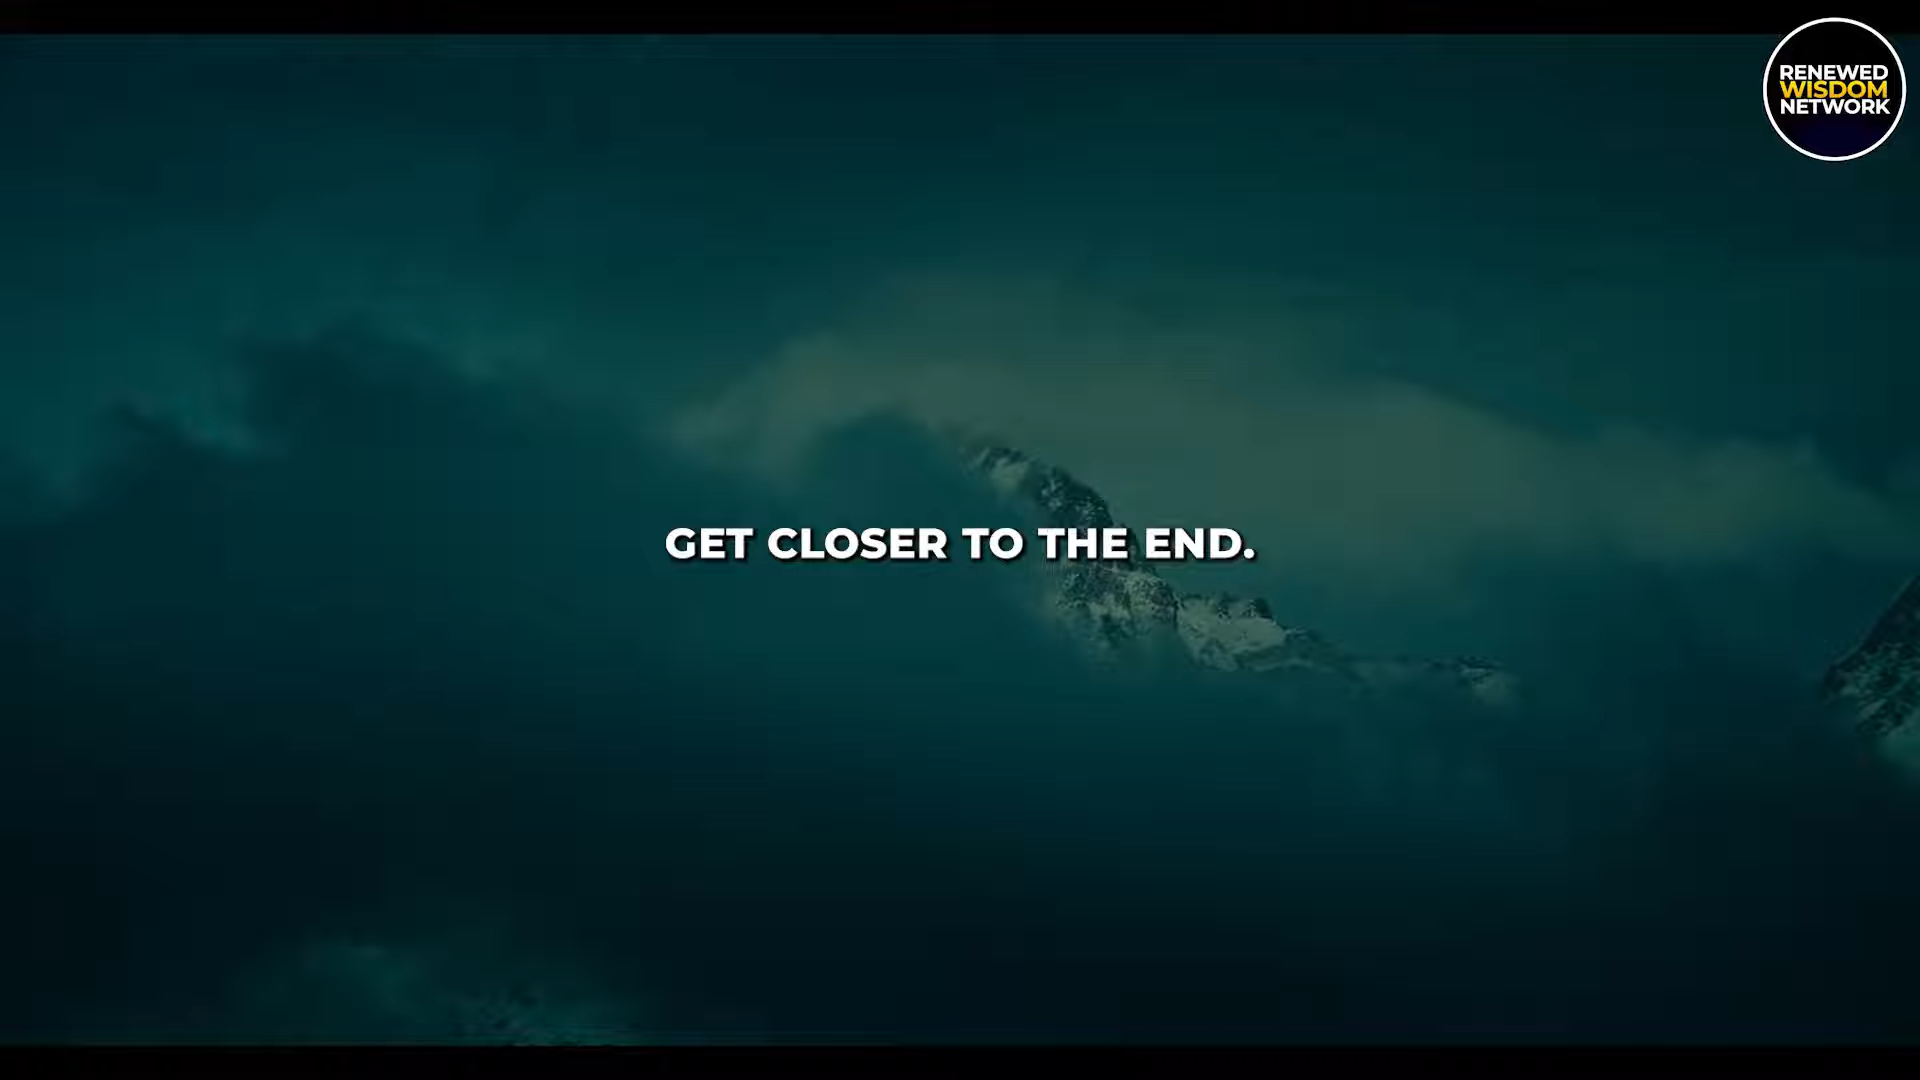 RENEWED
WISDOM
NETWORK
GET CLOSER TO THE END.